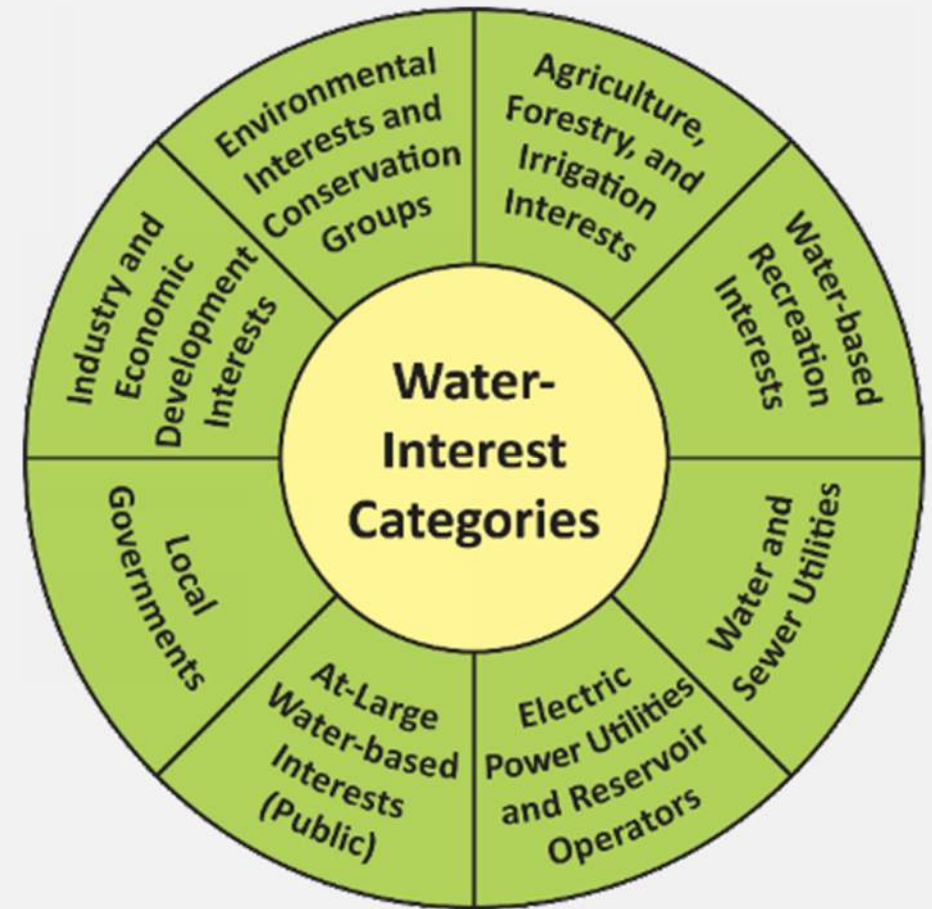 Water-
Interest
Categories
Agriculture,
Forestry, and
Irrigation
Interests
Water-based
Recreation
Interests
Water and
Sewer Utilities
Electric
Power Utilities
and Reservoir
Operators
At-Large
Water-based
Interests
(Public)
Local
Governments
Industry and
Economic
Development
Interests
Environmental
Interests and
Conservation
Groups